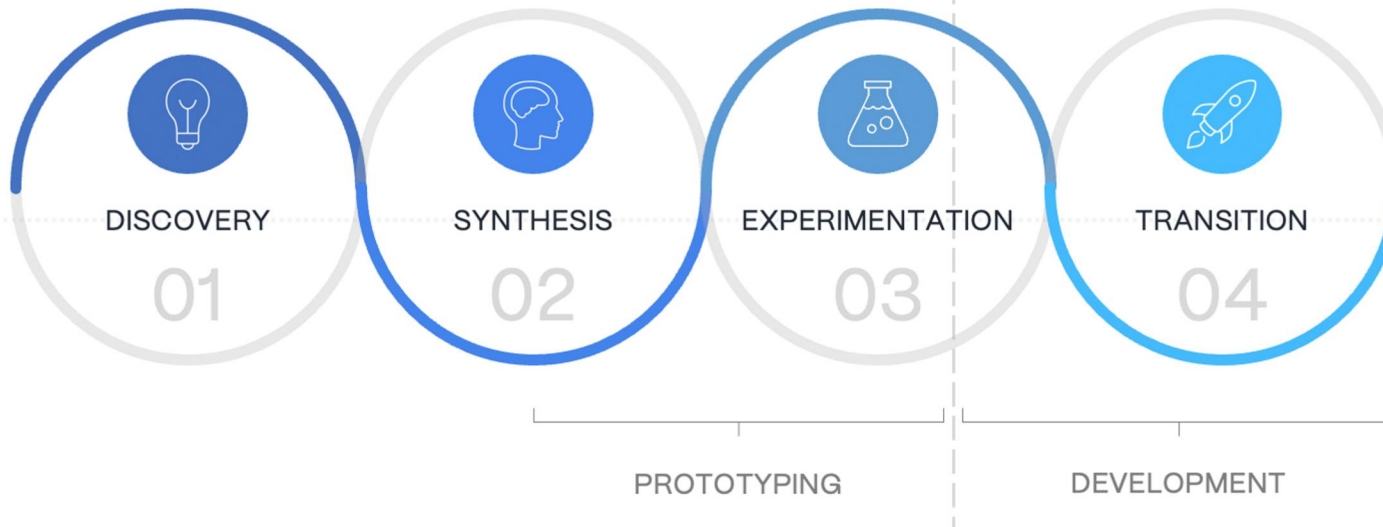 DISCOVERY
SYNTHESIS
EXPERIMENTATION
TRANSITION
01
02
03
04
PROTOTYPING
DEVELOPMENT